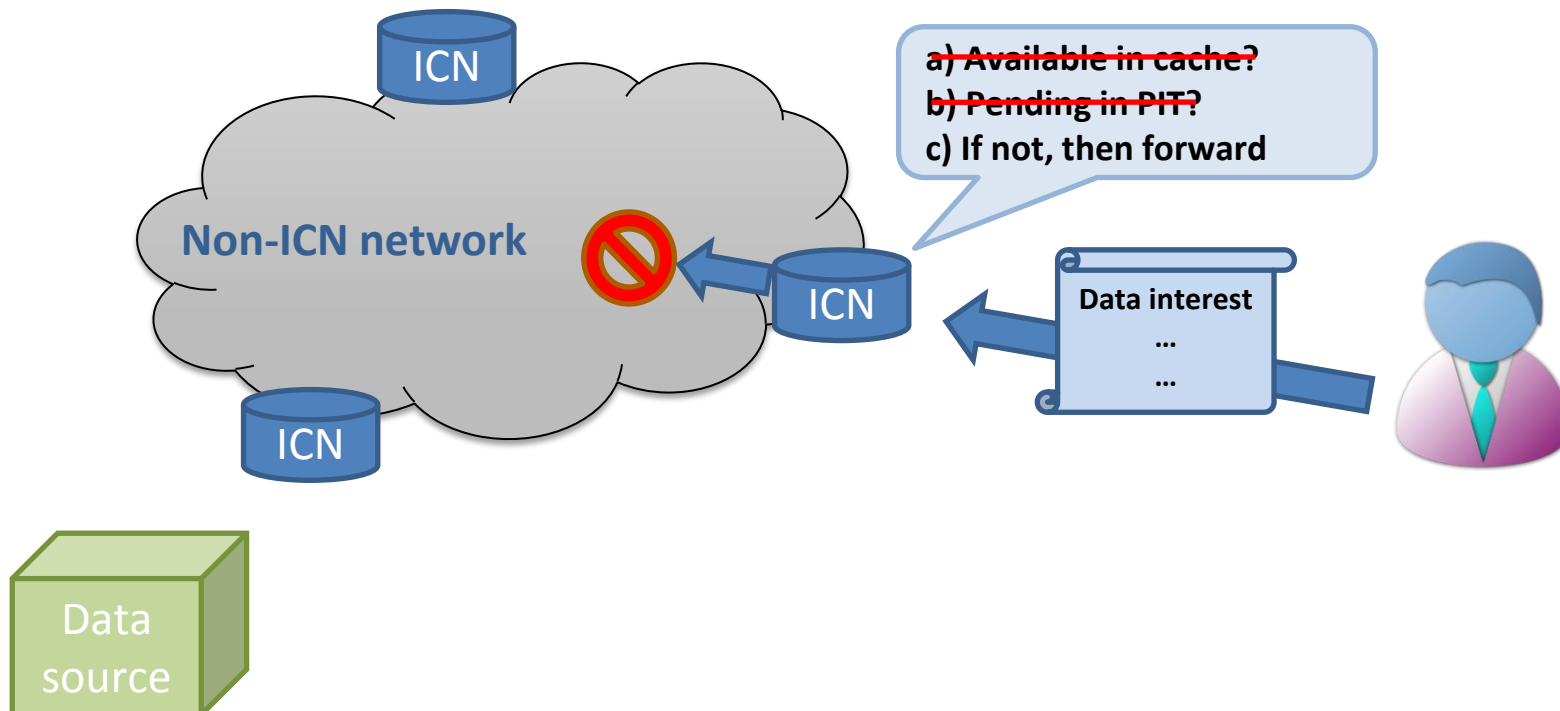 ICN
a) Available in cache?
b) Pending in PIT?
c) If not, then forward
Non-ICN network
ICN
Data interest
...
...
ICN
Data
source